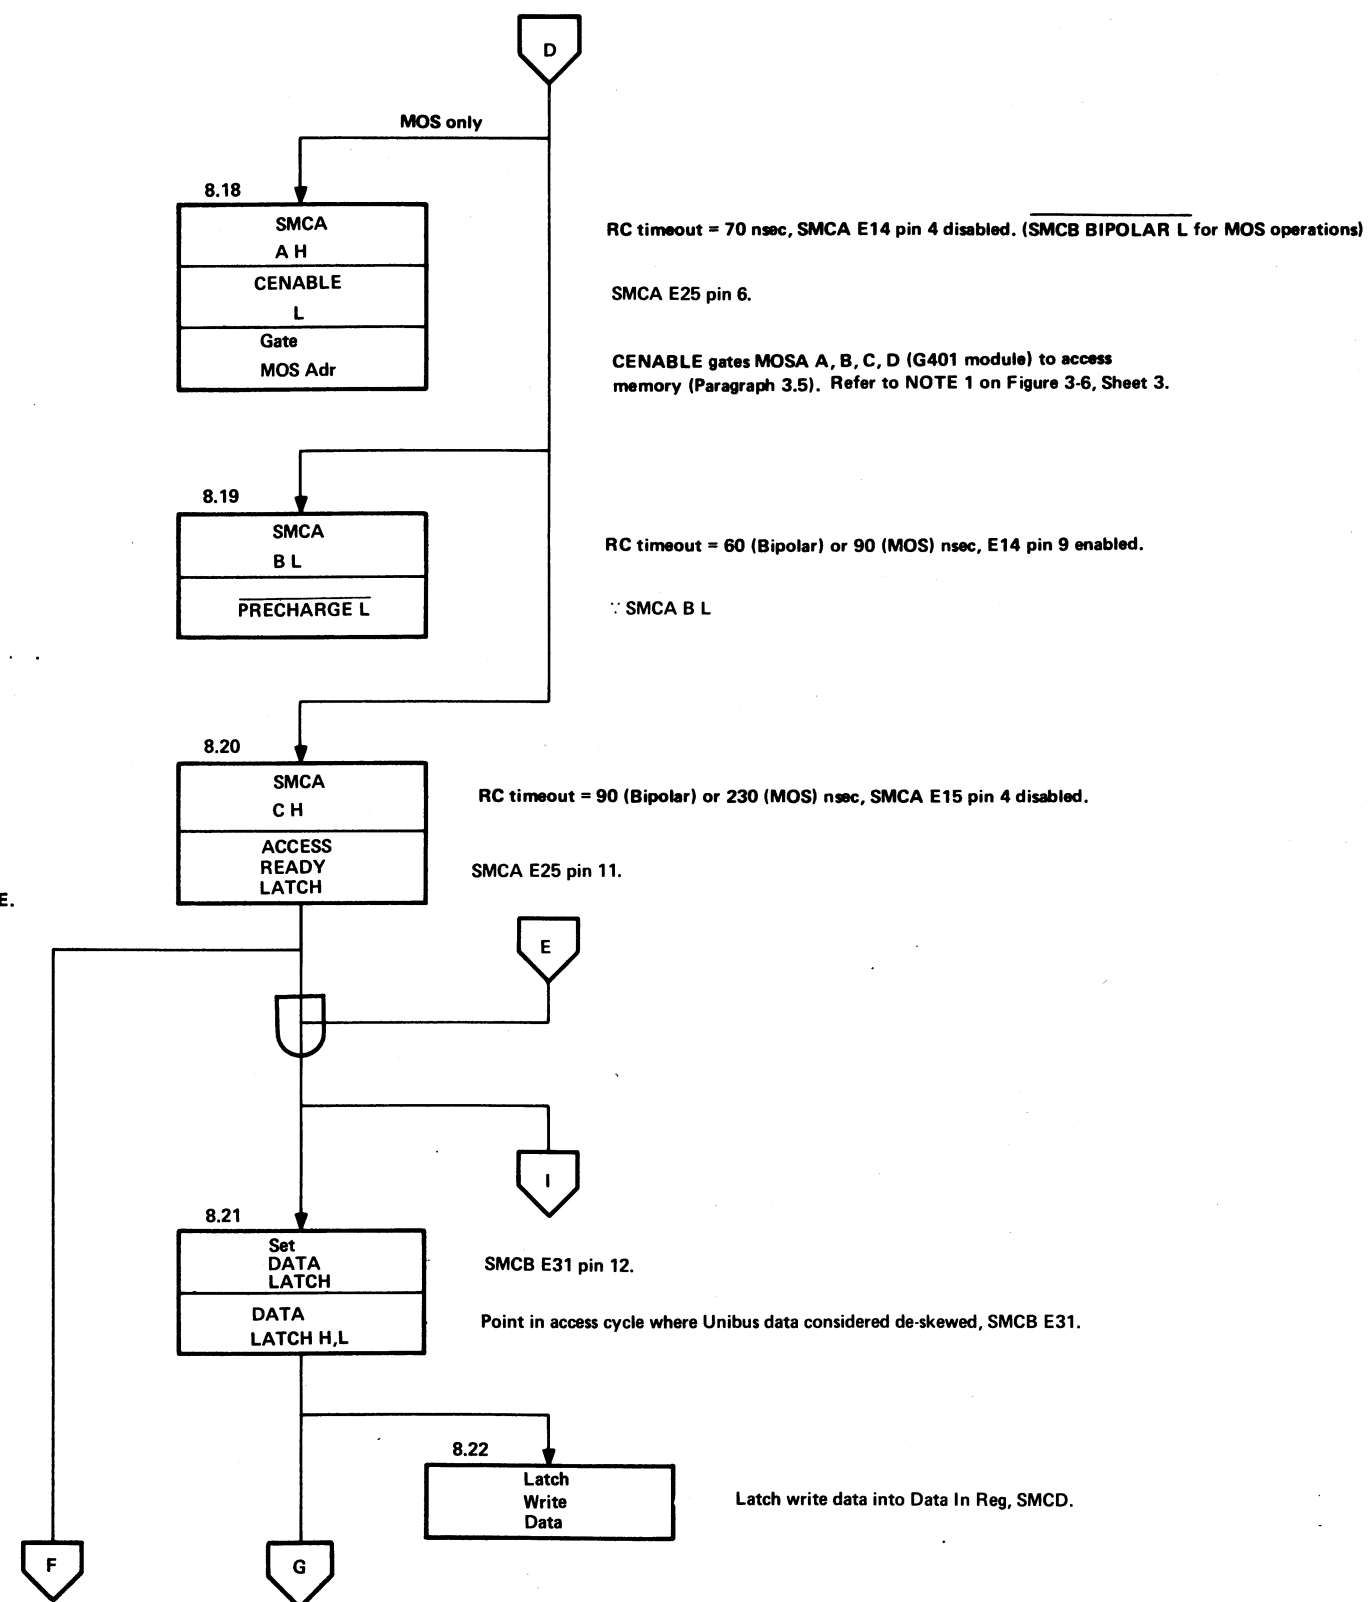 D
MOS only
8.18
SMCA
A H
RC timeout = 70 nsec, SMCA E14 pin 4 disabled. (SMCB BIPOLAR L for MOS operations)
CENABLE
L
SMCA E25 pin 6.
Gate
MOS Adr
CENABLE gates MOSA A, B, C, D (G401 module) to access
memory (Paragraph 3.5). Refer to NOTE 1 on Figure 3-6, Sheet 3.
8.19
SMCA
B L
RC timeout = 60 (Bipolar) or 90 (MOS) nsec, E14 pin 9 enabled.
PRECHARGE L
∵ SMCA B L
8.20
SMCA
C H
RC timeout = 90 (Bipolar) or 230 (MOS) nsec, SMCA E15 pin 4 disabled.
ACCESS
READY
LATCH
SMCA E25 pin 11.
E.
E
I
8.21
Set
DATA
LATCH
SMCB E31 pin 12.
DATA
LATCH H,L
Point in access cycle where Unibus data considered de-skewed, SMCB E31.
8.22
Latch
Write
Data
Latch write data into Data In Reg, SMCD.
F
G